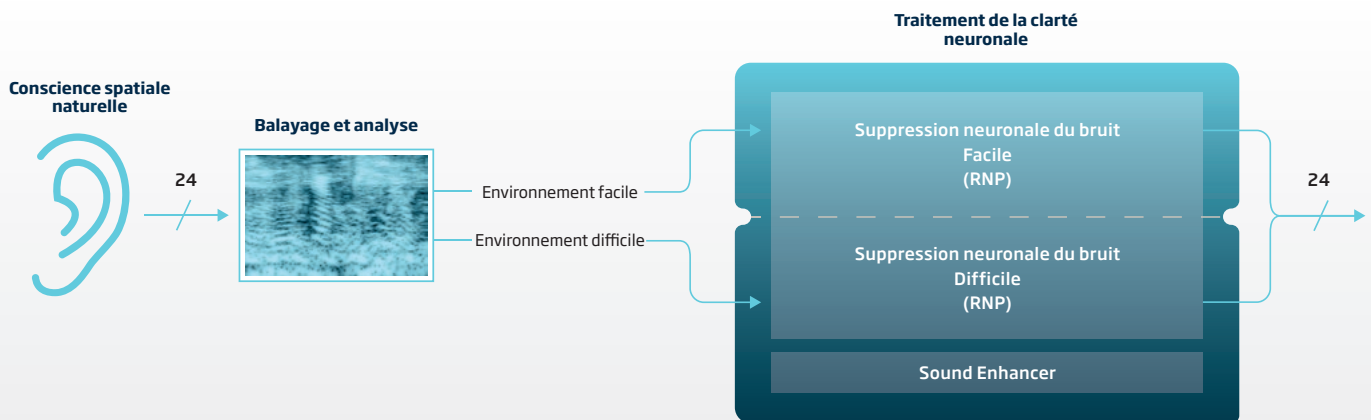 Conscience spatiale
naturelle
24
Balayage et analyse
Environnement facile
Environnement difficile
Traitement de la clarté
neuronale
Suppression neuronale du bruit
Facile
(RNP)
Suppression neuronale du bruit
Difficile
(RNP)
Sound Enhancer
24